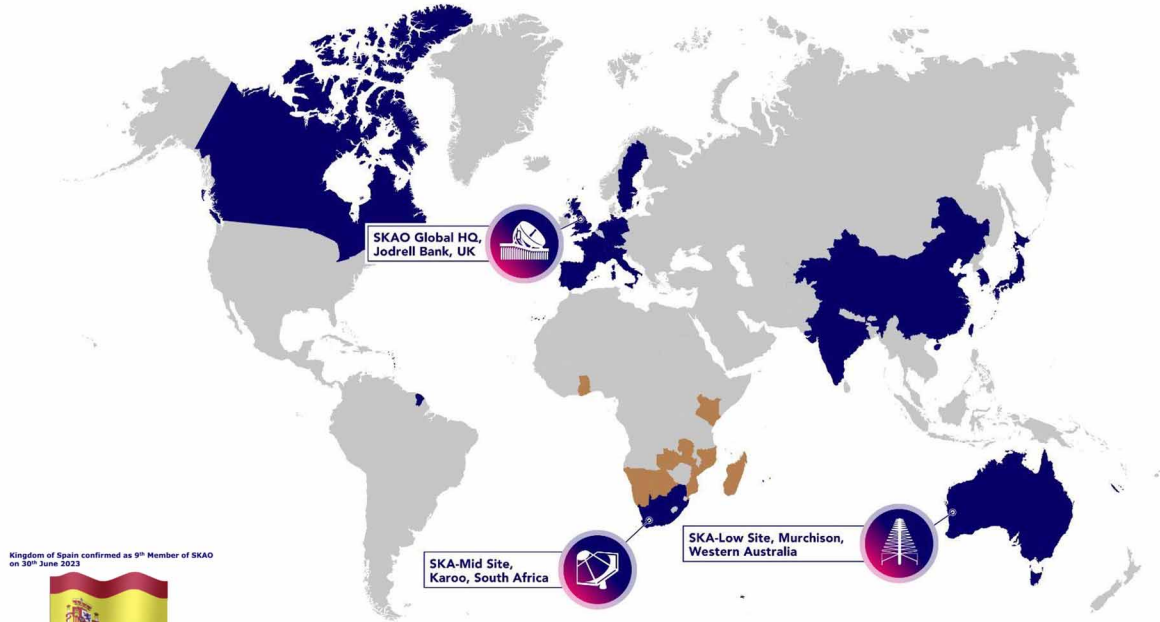 SKAO Global HQ,
Jodrell Bank, UK
SKA-Mid Site,
Karoo, South Africa
SKA-Low Site, Murchison,
Western Australia
Kingdom of Spain confirmed as 9th Member of SKAO
on 30th June 2023